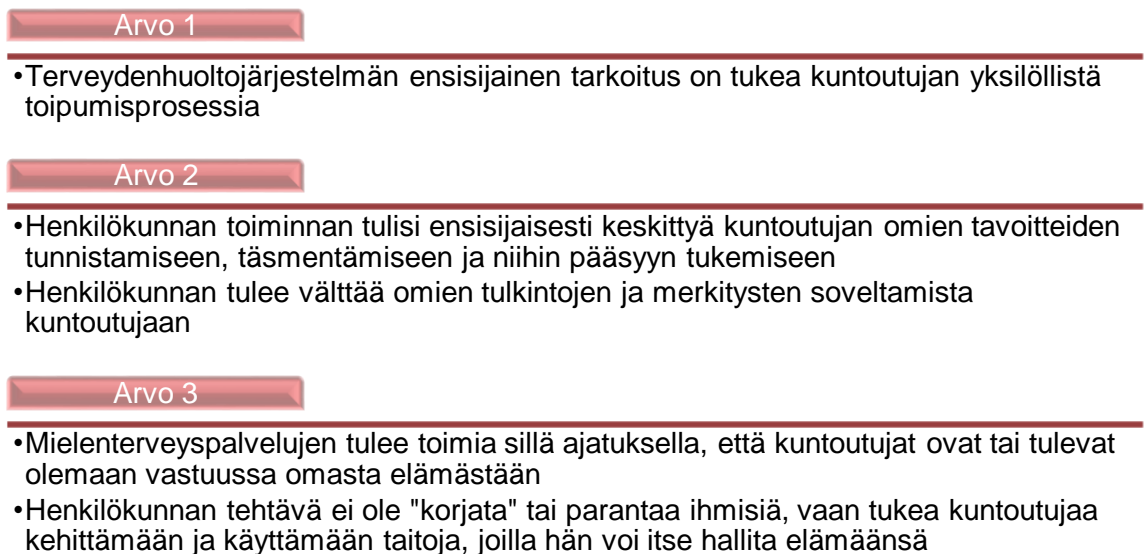 Arvo 1
•Terveydenhuoltojärjestelmän ensisijainen tarkoitus on tukea kuntoutujan yksilöllistä
toipumisprosessia
Arvo 2
•Henkilökunnan toiminnan tulisi ensisijaisesti keskittyä kuntoutujan omien tavoitteiden
tunnistamiseen, täsmentämiseen ja niihin pääsyyn tukemiseen
•Henkilökunnan tulee välttää omien tulkintojen ja merkitysten soveltamista
kuntoutujaan
Arvo 3
•Mielenterveyspalvelujen tulee toimia sillä ajatuksella, että kuntoutujat ovat tai tulevat
olemaan vastuussa omasta elämästään
•Henkilökunnan tehtävä ei ole "korjata" tai parantaa ihmisiä, vaan tukea kuntoutujaa
kehittämään ja käyttämään taitoja, joilla hän voi itse hallita elämäänsä